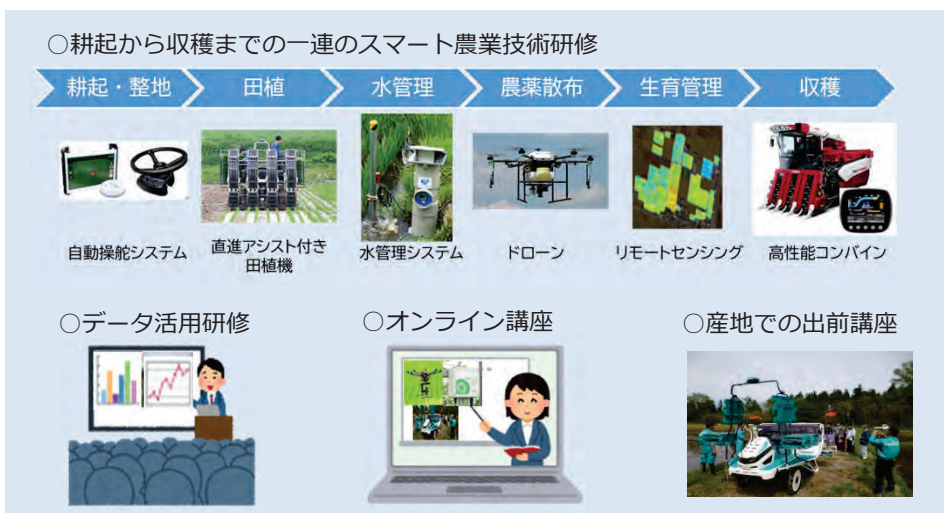 ○耕起から収穫までの一連のスマート農業技術研修
耕起・整地 田植 水管理 農薬散布 生育管理 収穫
自動操舵システム 直進アシスト付き 水管理システム ドローン リモートセンシング 高性能コンバイン
田植機
○データ活用研修 ○オンライン講座 ○産地での出前講座